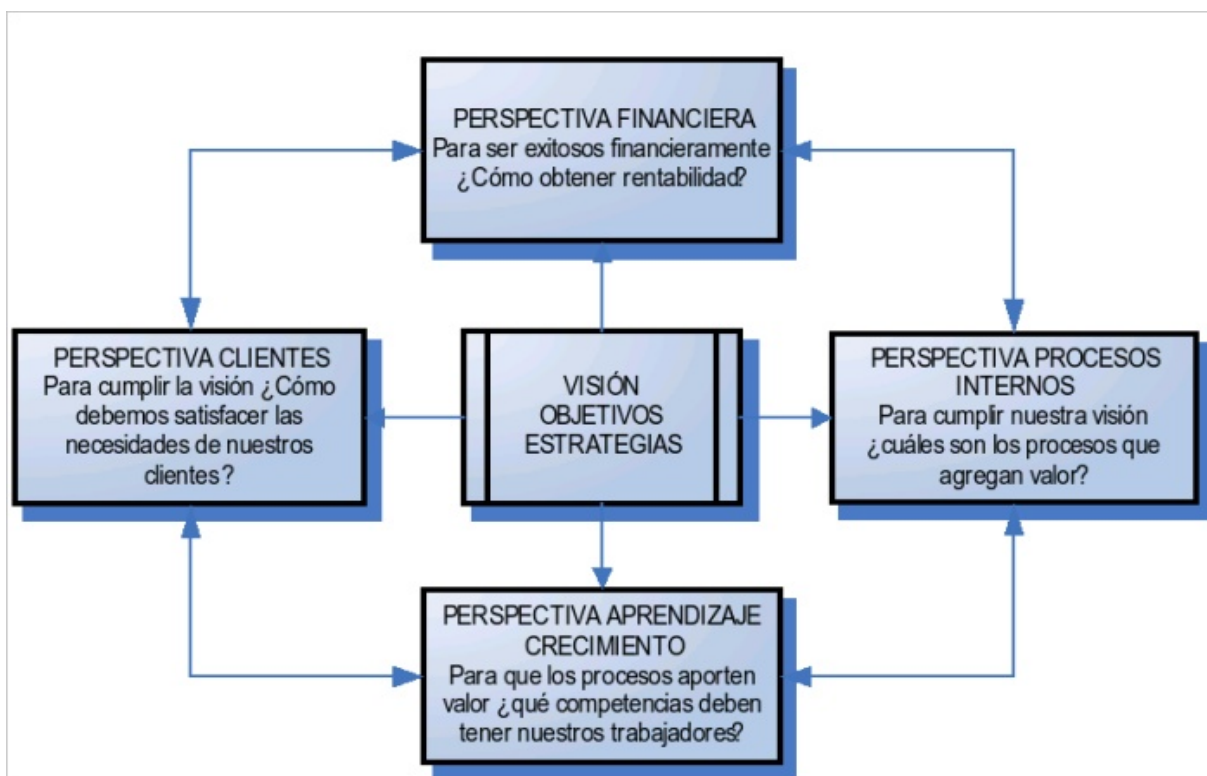 PERSPECTIVA FINANCIERA
Para ser exitosos financieramente
¿Cómo obtener rentabilidad?
PERSPECTIVA CLIENTES
Para cumplir la visión ¿Cómo
debemos satisfacer las
necesidades de nuestros
clientes?
VISIÓN
OBJETIVOS
ESTRATEGIAS
PERSPECTIVA PROCESOS
INTERNOS
Para cumplir nuestra visión
¿cuáles son los procesos que
agregan valor?
PERSPECTIVA APRENDIZAJE
CRECIMIENTO
Para que los procesos aporten
valor ¿qué competencias deben
tener nuestros trabajadores?